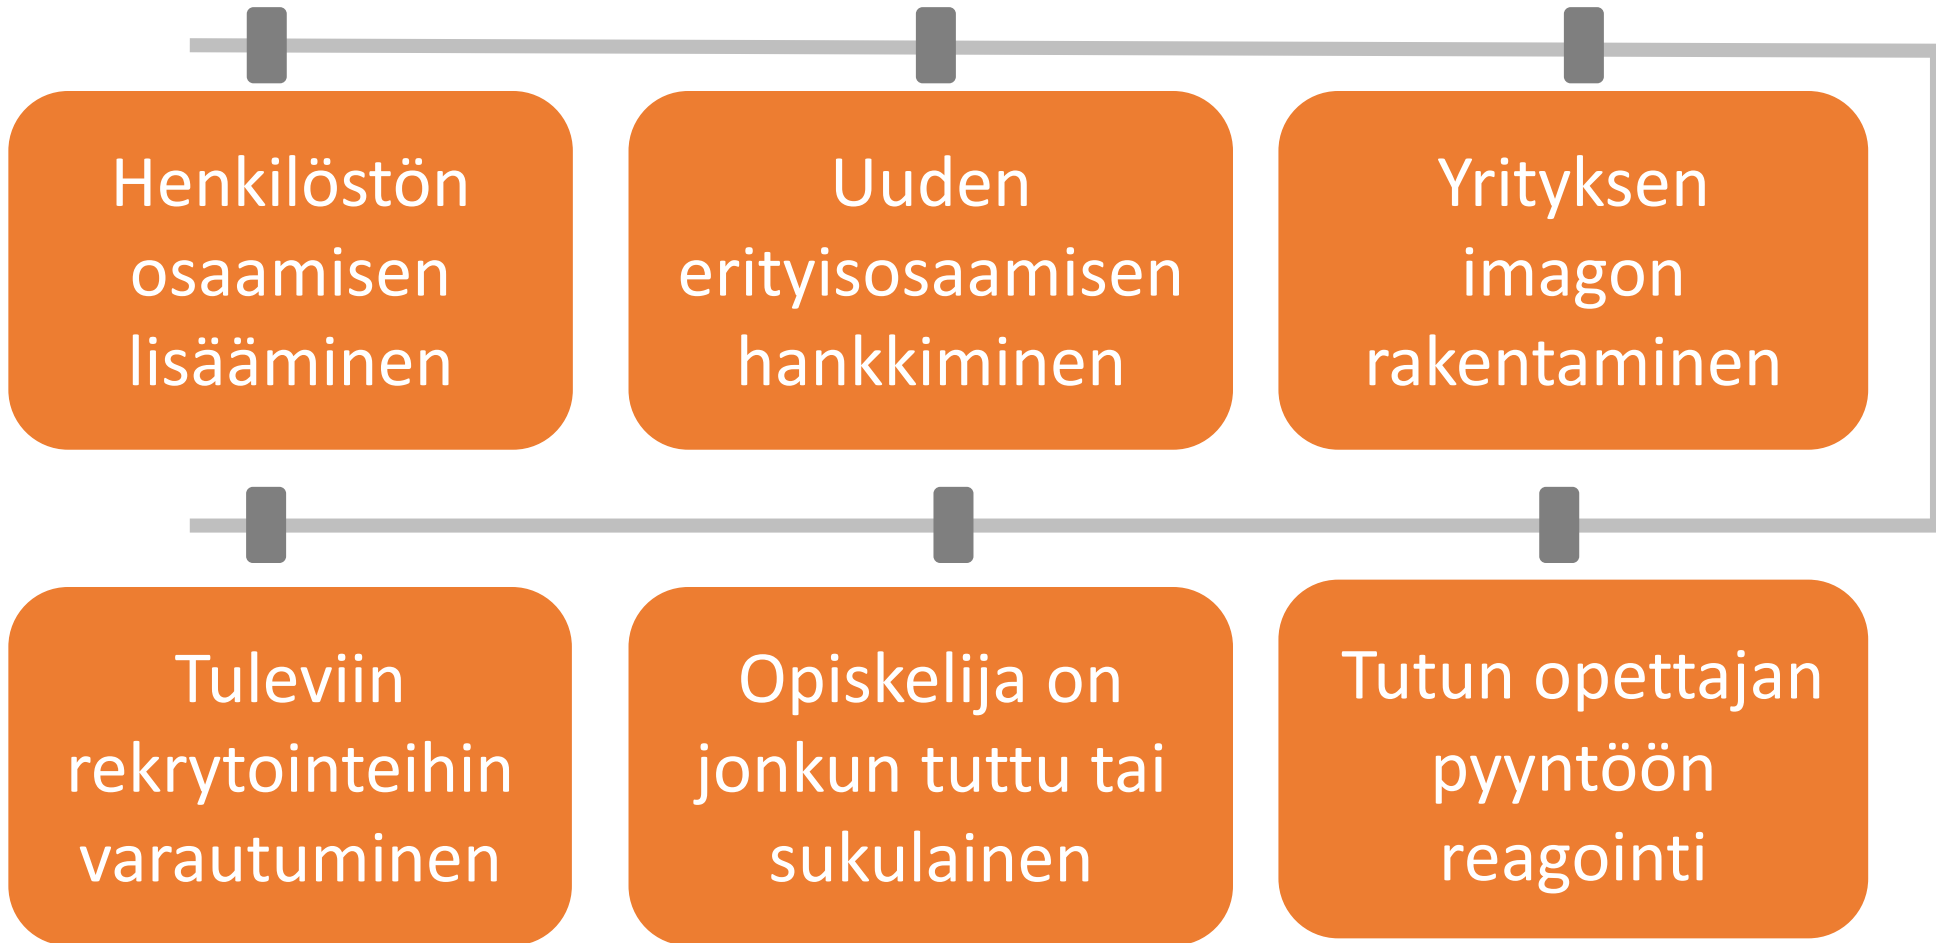 Henkilöstön
osaamisen
lisääminen
Uuden
erityisosaamisen
hankkiminen
Yrityksen
imagon
rakentaminen
Tuleviin
rekrytointeihin
varautuminen
Opiskelija on
jonkun tuttu tai
sukulainen
Tutun opettajan
pyyntöön
reagointi